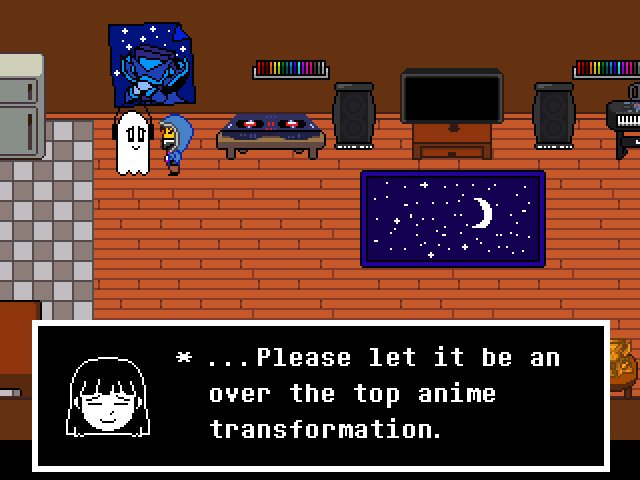 * ...Please let it be an
over the top anime
transformation.